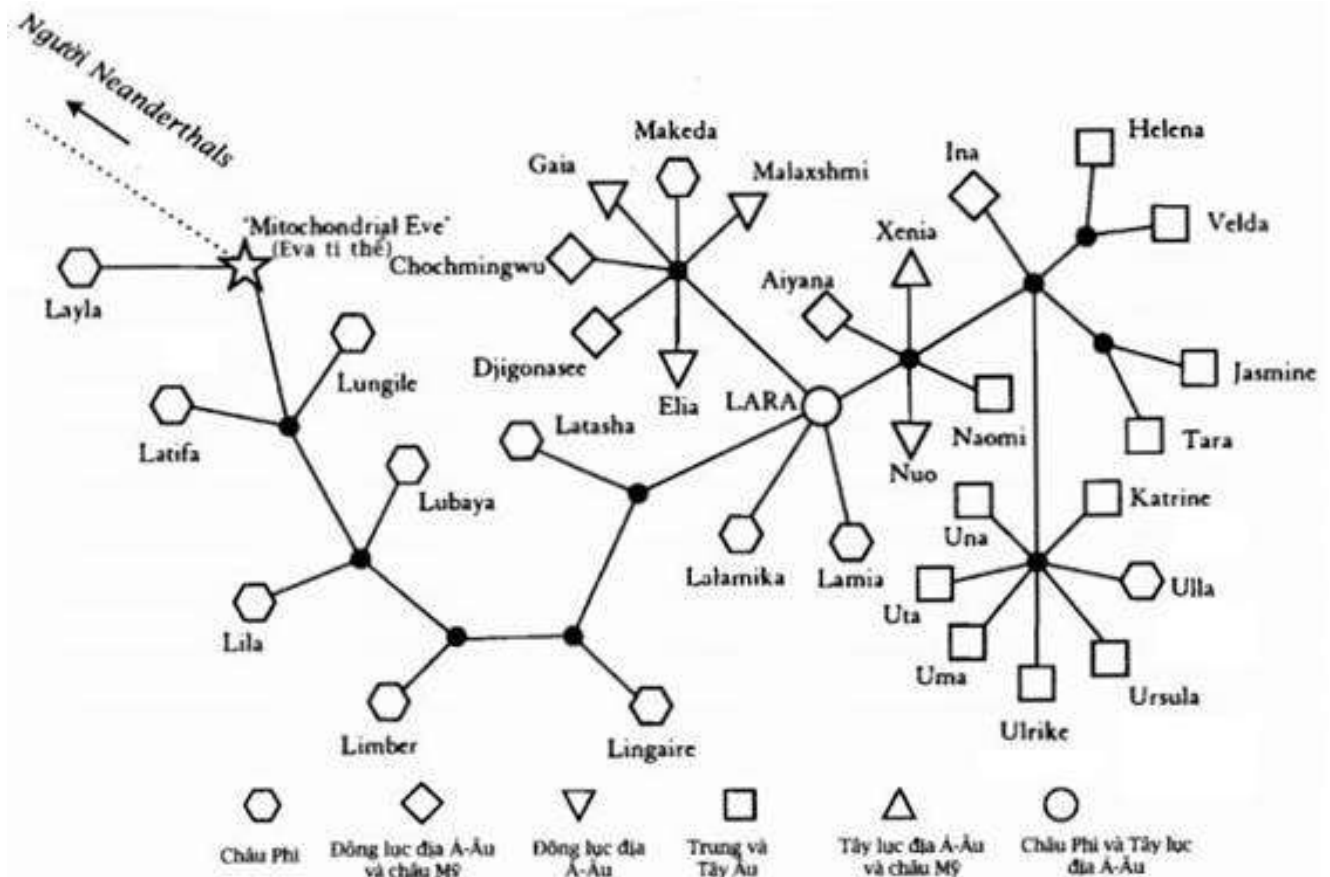 Người Neanderthals
Makeda
Helena
Ina
Gaia
Malaxshmi
"Mitochondrial Eve"
(Eva ti thể)
Xenia
Velda
Chochmingwu
Aiyana
Layla
Lungile
Djigonasee
Elia
LARA
Jasmine
Latasha
Naomi
Tara
Latifa
Nuo
Lubaya
Una
Katrine
Lalamika
Lamia
Uta
Ulla
Lila
Uma
Ursula
Limber
Lingaire
Ulrike
Châu Phi
Đông lục địa Á-Âu
và châu Mỹ
Đông lục địa
Á-Âu
Trung và
Tây Âu
Tây lục địa Á-Âu
và châu Mỹ
Châu Phi và Tây lục
địa Á-Âu